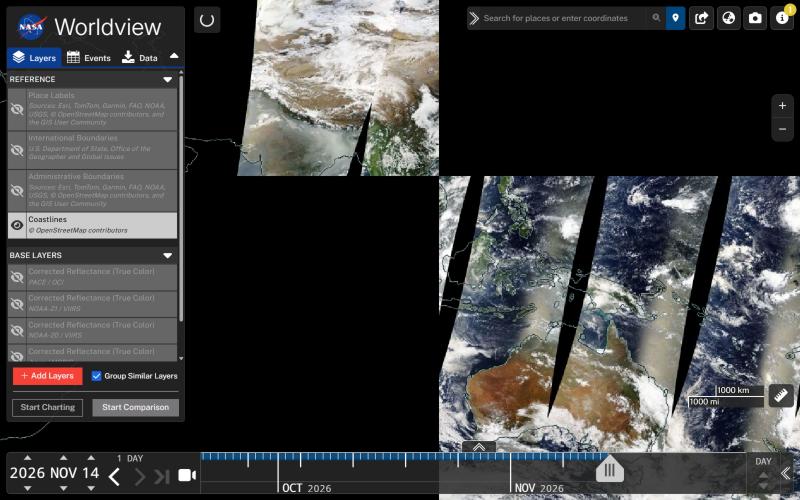 NASA
Worldview
Search for places or enter coordinates
Layers
Events
Data
REFERENCE
Place Labels
Sources: Esri, TomTom, Garmin, FAO, NOAA,
USGS, © OpenStreetMap contributors, and
the GIS User Community
International Boundaries
U.S. Department of State, Office of the
Geographer and Global Issues
Administrative Boundaries
Sources: Esri, TomTom, Garmin, FAO, NOAA,
USGS, © OpenStreetMap contributors, and
the GIS User Community
Coastlines
© OpenStreetMap contributors
BASE LAYERS
Corrected Reflectance (True Color)
PACE / OCI
Corrected Reflectance (True Color)
NOAA-21 / VIIRS
Corrected Reflectance (True Color)
NOAA-20 / VIIRS
Corrected Reflectance (True Color)
+ Add Layers
Group Similar Layers
Start Charting
Start Comparison
1000 km
1000 mi
2026 NOV 14
1 DAY
OCT 2026
NOV 2026
DAY